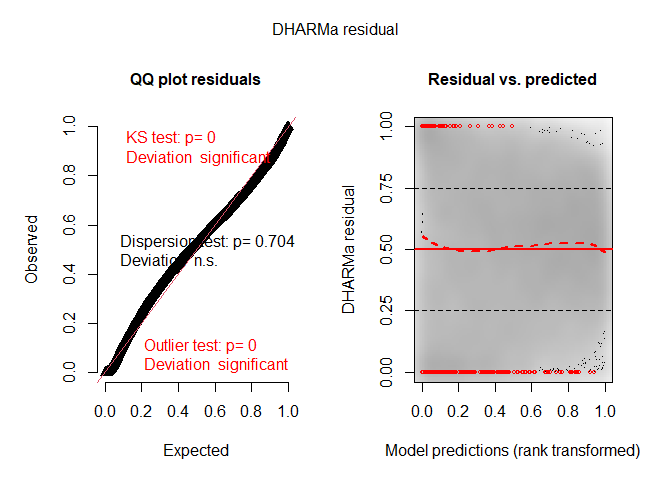 DHARMa residual
QQ plot residuals
Observed
1.0
0.8
0.6
0.4
0.2
0.0
KS test: p= 0
Deviation significant
Dispersion test: p= 0.704
Deviation n.s.
Outlier test: p= 0
Deviation significant
0.0 0.2 0.4 0.6 0.8 1.0
Expected
Residual vs. predicted
DHARMa residual
1.00
0.75
0.50
0.25
0.00
0.0 0.2 0.4 0.6 0.8 1.0
Model predictions (rank transformed)